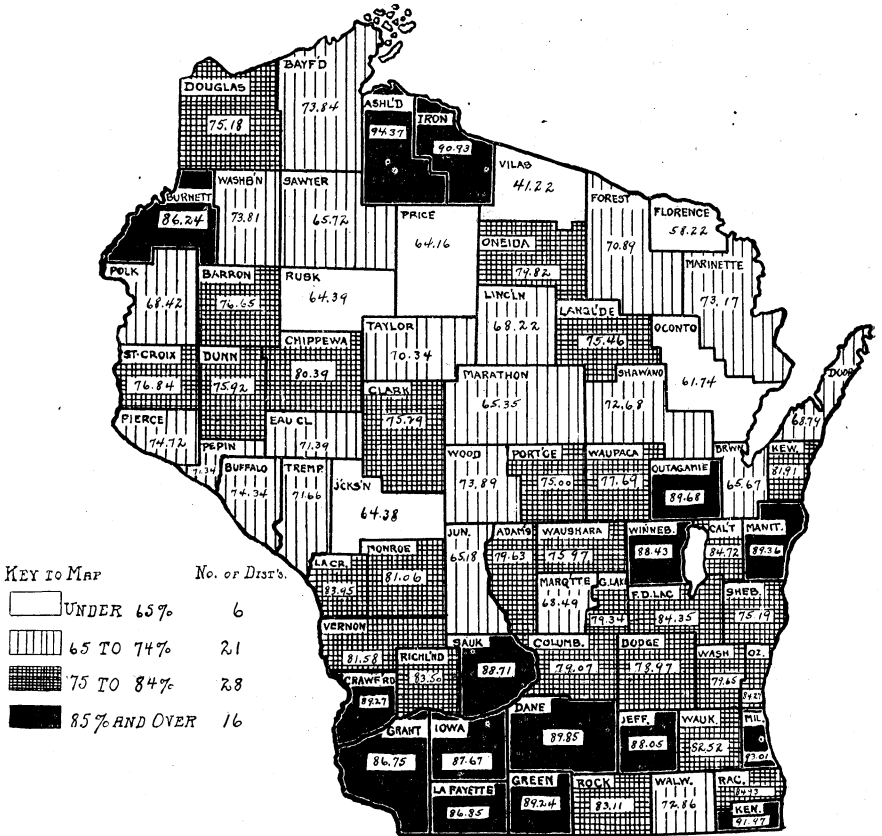 BAYF'D
73.84
DOUGLAS
75.18
ASHL'D
94.37
IRON
90.93
VILAS
41.22
BURNETT
86.24
WASHB'N
73.81
SAWYER
65.72
PRICE
64.16
FOREST
70.89
FLORENCE
58.22
ONEIDA
79.82
MARINETTE
73.17
POLK
68.42
BARRON
76.65
RUSK
64.39
LINC'LN
68.22
LANGL'DE
75.46
OCONTO
61.74
TAYLOR
70.34
CHIPPEWA
80.39
ST. CROIX
76.84
DUNN
75.92
CLARK
75.29
MARATHON
65.35
SHAWANO
72.68
DOOR
68.74
PIERCE
74.72
PEPIN
71.34
EAU CL
71.39
BUFFALO
74.34
TREMP.
71.66
J'CKS'N
64.38
WOOD
73.89
PORT'GE
75.00
WAUPACA
77.69
OUTAGAMIE
89.68
BRWN
65.67
KEW.
81.91
JUN.
65.18
ADAMS
79.63
WAUSHARA
75.97
WINNEB.
88.43
CAL'T
84.72
MANIT.
89.36
LA CR.
83.95
MONROE
81.06
MARQ'TTE
68.49
G. LAKE
79.34
F.D. LAC
84.35
SHEB.
75.19
VERNON
81.58
RICHL'ND
83.50
SAUK
88.71
COLUMB.
79.07
DODGE
78.97
WASH
79.65
OZ.
84.27
CRAWF'RD
89.27
GRANT
86.75
IOWA
87.67
DANE
89.85
JEFF.
88.05
WAUK.
82.52
MIL.
93.01
LA FAYETTE
86.85
GREEN
89.24
ROCK
83.11
WALW.
72.86
RAC.
84.93
KEN.
91.97
KEY TO MAP NO. OF DIST'S.
UNDER 65% 6
65 TO 74% 21
75 TO 84% 28
85% AND OVER 16